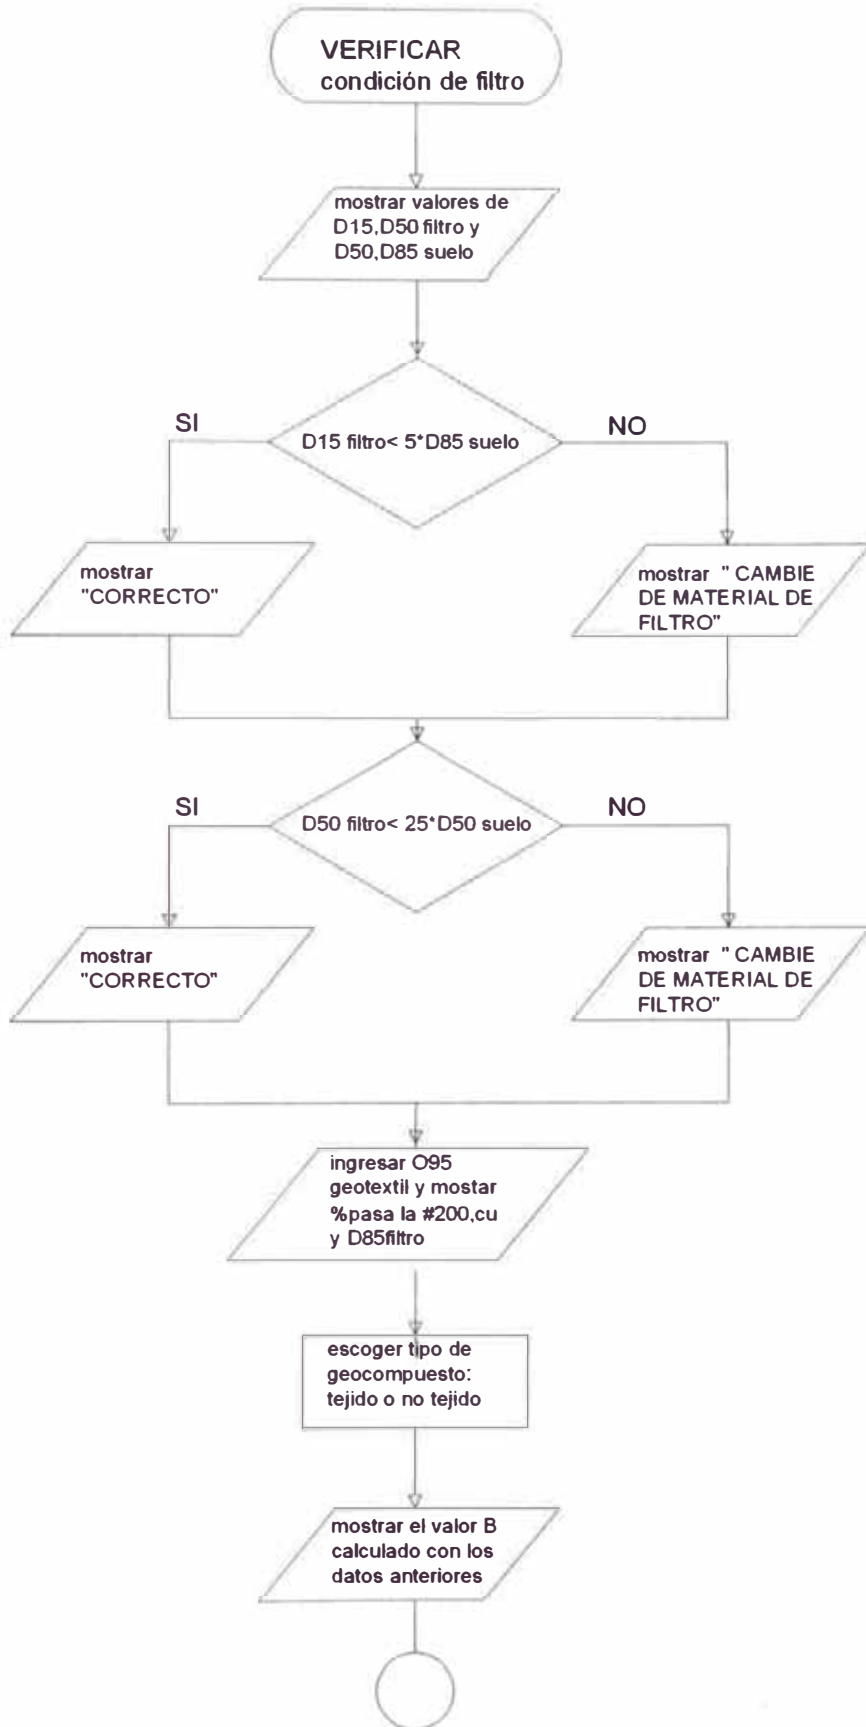 VERIFICAR
condición de filtro
mostrar valores de
D15,D50 filtro y
D50,D85 suelo
SI
D15 filtro< 5*D85 suelo
NO
mostrar
"CORRECTO"
mostrar " CAMBIE
DE MATERIAL DE
FILTRO"
SI
D50 filtro< 25*D50 suelo
NO
mostrar
"CORRECTO"
mostrar " CAMBIE
DE MATERIAL DE
FILTRO"
ingresar O95
geotextil y mostar
%pasa la #200,cu
y D85filtro
escoger tipo de
geocompuesto:
tejido o no tejido
mostrar el valor B
calculado con los
datos anteriores